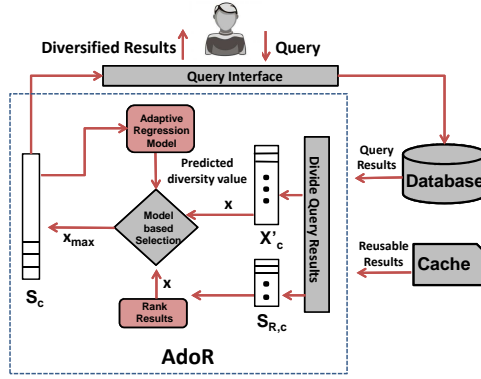 Diversified Results
Query
Query Interface
Adaptive
Regression
Model
Predicted
diversity value
Query
Results
Database
Divide Query Results
x
X'c
Model
based
Selection
xmax
Sc
x
Rank
Results
SR,c
Reusable
Results
Cache
AdoR